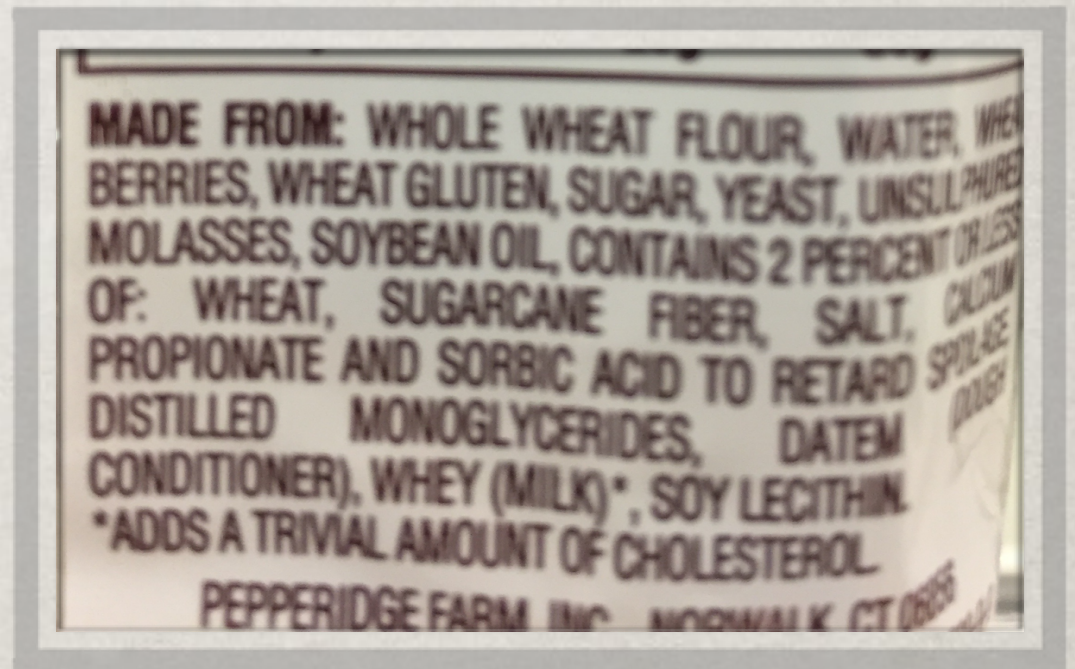 MADE FROM: WHOLE WHEAT FLOUR, WATER,
BERRIES, WHEAT GLUTEN, SUGAR, YEAST, UNSULPHURED
MOLASSES, SOYBEAN OIL, CONTAINS 2 PERCENT OR LESS
OF: WHEAT, SUGARCANE FIBER, SALT, CALCIUM
PROPIONATE AND SORBIC ACID TO RETARD SPOILAGE
DISTILLED MONOGLYCERIDES, DATEM (DOUGH
CONDITIONER), WHEY (MILK)*, SOY LECITHIN.
*ADDS A TRIVIAL AMOUNT OF CHOLESTEROL.
PEPPERIDGE FARM, INC. NORWALK, CT 06856